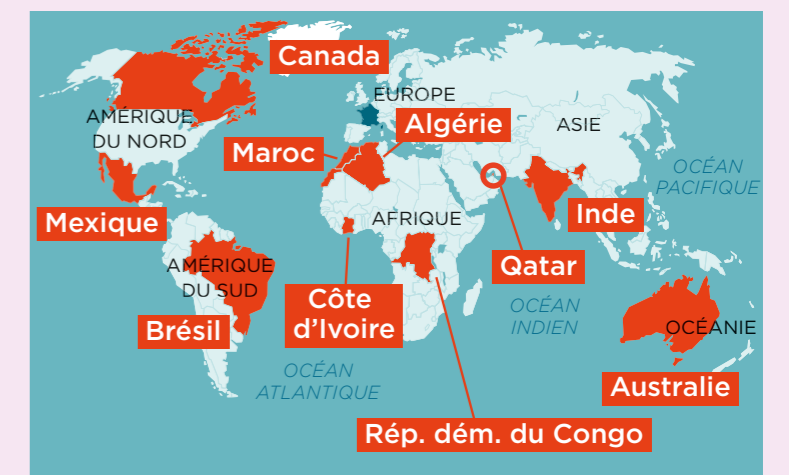 Canada
EUROPE
AMÉRIQUE
DU NORD
Algérie
ASIE
Maroc
OCÉAN
PACIFIQUE
Mexique
AFRIQUE
Inde
AMÉRIQUE
DU SUD
Qatar
Côte
d'Ivoire
OCÉAN
INDIEN
Brésil
OCÉANIE
OCÉAN
ATLANTIQUE
Australie
Rép. dém. du Congo